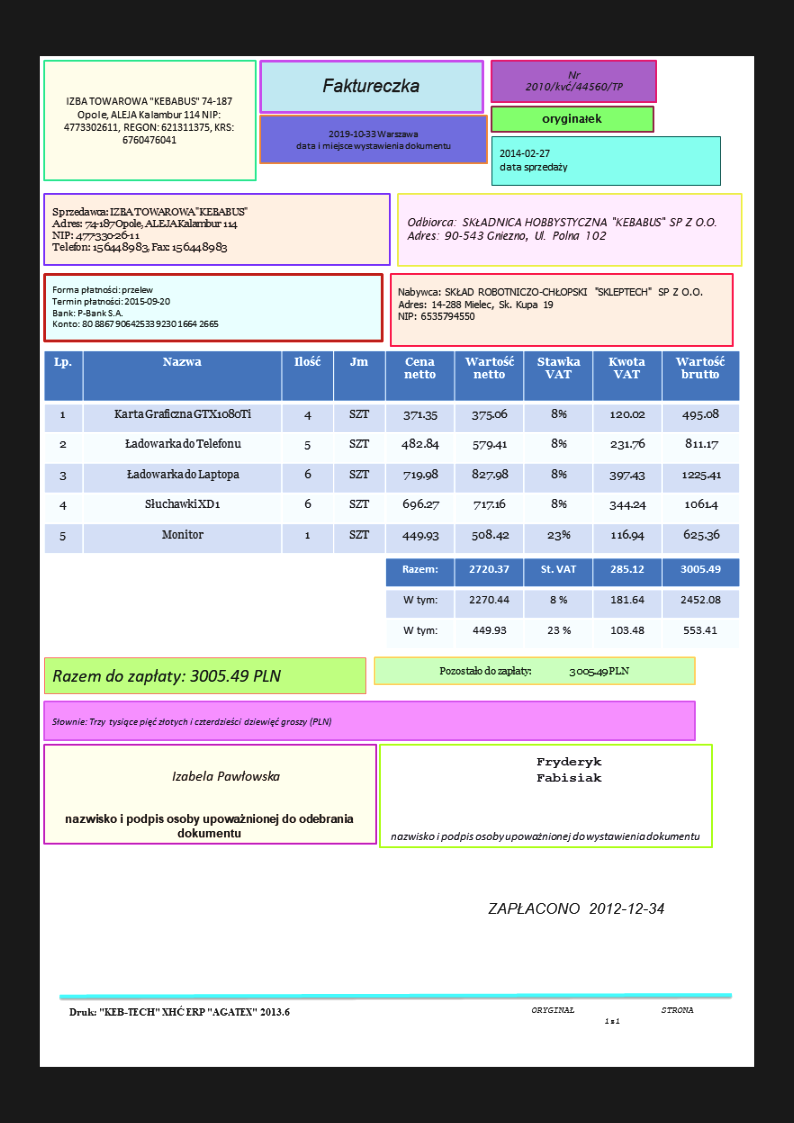 IZBA TOWAROWA "KEBABUS" 74-187
Opole, ALEJA Kalambur 114 NIP:
4773302611, REGON: 621311375, KRS:
6760476041
Faktureczka
2019-10-33 Warszawa
data i miejsce wystawienia dokumentu
Nr
2010/kvć/44560/TP
oryginałek
2014-02-27
data sprzedaży
Sprzedawca: IZBA TOWAROWA "KEBABUS"
Adres: 74-187 Opole, ALEJA Kalambur 114
NIP: 477-330-26-11
Telefon: 156448983, Fax: 156448983
Odbiorca: SKŁADNICA HOBBYSTYCZNA "KEBABUS" SP Z O.O.
Adres: 90-543 Gniezno, Ul. Polna 102
Forma płatności: przelew
Termin płatności: 2015-09-20
Bank: P-Bank S.A.
Konto: 80 8867 9064 2533 9230 1664 2665
Nabywca: SKŁAD ROBOTNICZO-CHŁOPSKI "SKLEPTECH" SP Z O.O.
Adres: 14-288 Mielec, Sk. Kupa 19
NIP: 6535794550
Lp. Nazwa Ilość Jm Cena netto Wartość netto Stawka VAT Kwota VAT Wartość brutto
1 Karta Graficzna GTX1080Ti 4 SZT 371.35 375.06 8% 120.02 495.08
2 Ładowarka do Telefonu 5 SZT 482.84 579.41 8% 231.76 811.17
3 Ładowarka do Laptopa 6 SZT 719.98 827.98 8% 397.43 1225.41
4 Słuchawki XD1 6 SZT 696.27 717.16 8% 344.24 1061.4
5 Monitor 1 SZT 449.93 508.42 23% 116.94 625.36
Razem: 2720.37 St. VAT 285.12 3005.49
W tym: 2270.44 8 % 181.64 2452.08
W tym: 449.93 23 % 103.48 553.41
Razem do zapłaty: 3005.49 PLN
Pozostało do zapłaty: 3005.49 PLN
Słownie: Trzy tysiące pięć złotych i czterdzieści dziewięć groszy (PLN)
Izabela Pawłowska
nazwisko i podpis osoby upoważnionej do odebrania
dokumentu
Fryderyk
Fabisiak
nazwisko i podpis osoby upoważnionej do wystawienia dokumentu
ZAPŁACONO 2012-12-34
Druk: "KEB-TECH" XHĆ ERP "AGATEX" 2013.6
ORYGINAŁ STRONA
1 z 1